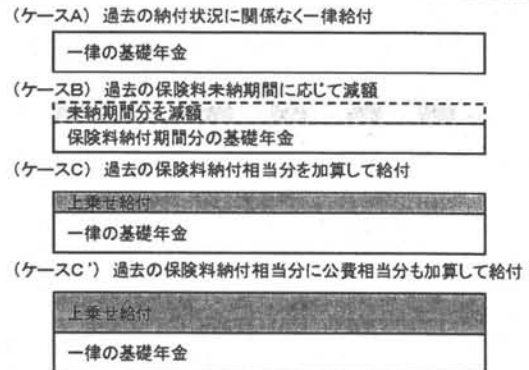 (ケースA) 過去の納付状況に関係なく一律給付
一律の基礎年金
(ケースB) 過去の保険料未納期間に応じて減額
未納期間分を減額
保険料納付期間分の基礎年金
(ケースC) 過去の保険料納付相当分を加算して給付
上乗せ給付
一律の基礎年金
(ケースC') 過去の保険料納付相当分に公費相当分も加算して給付
上乗せ給付
一律の基礎年金